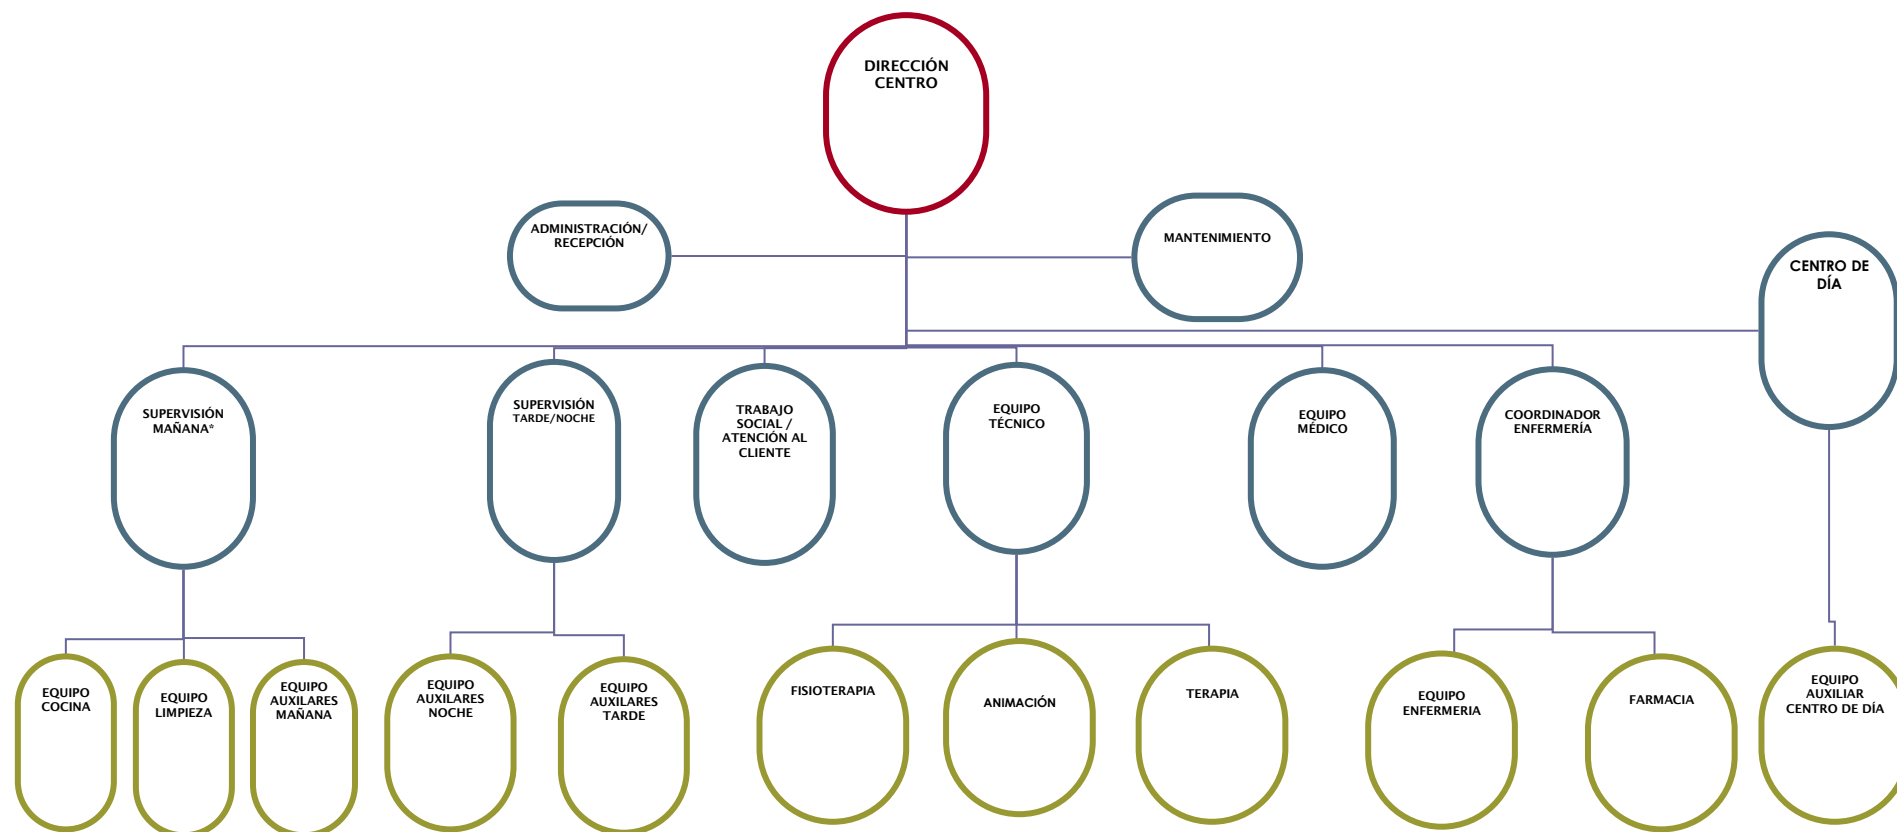 DIRECCIÓN
CENTRO
ADMINISTRACIÓN/
RECEPCIÓN
MANTENIMIENTO
CENTRO DE
DÍA
SUPERVISIÓN
MAÑANA*
SUPERVISIÓN
TARDE/NOCHE
TRABAJO
SOCIAL /
ATENCIÓN AL
CLIENTE
EQUIPO
TÉCNICO
EQUIPO
MÉDICO
COORDINADOR
ENFERMERÍA
EQUIPO
COCINA
EQUIPO
LIMPIEZA
EQUIPO
AUXILARES
MAÑANA
EQUIPO
AUXILARES
NOCHE
EQUIPO
AUXILARES
TARDE
FISIOTERAPIA
ANIMACIÓN
TERAPIA
EQUIPO
ENFERMERIA
FARMACIA
EQUIPO
AUXILIAR
CENTRO DE DÍA